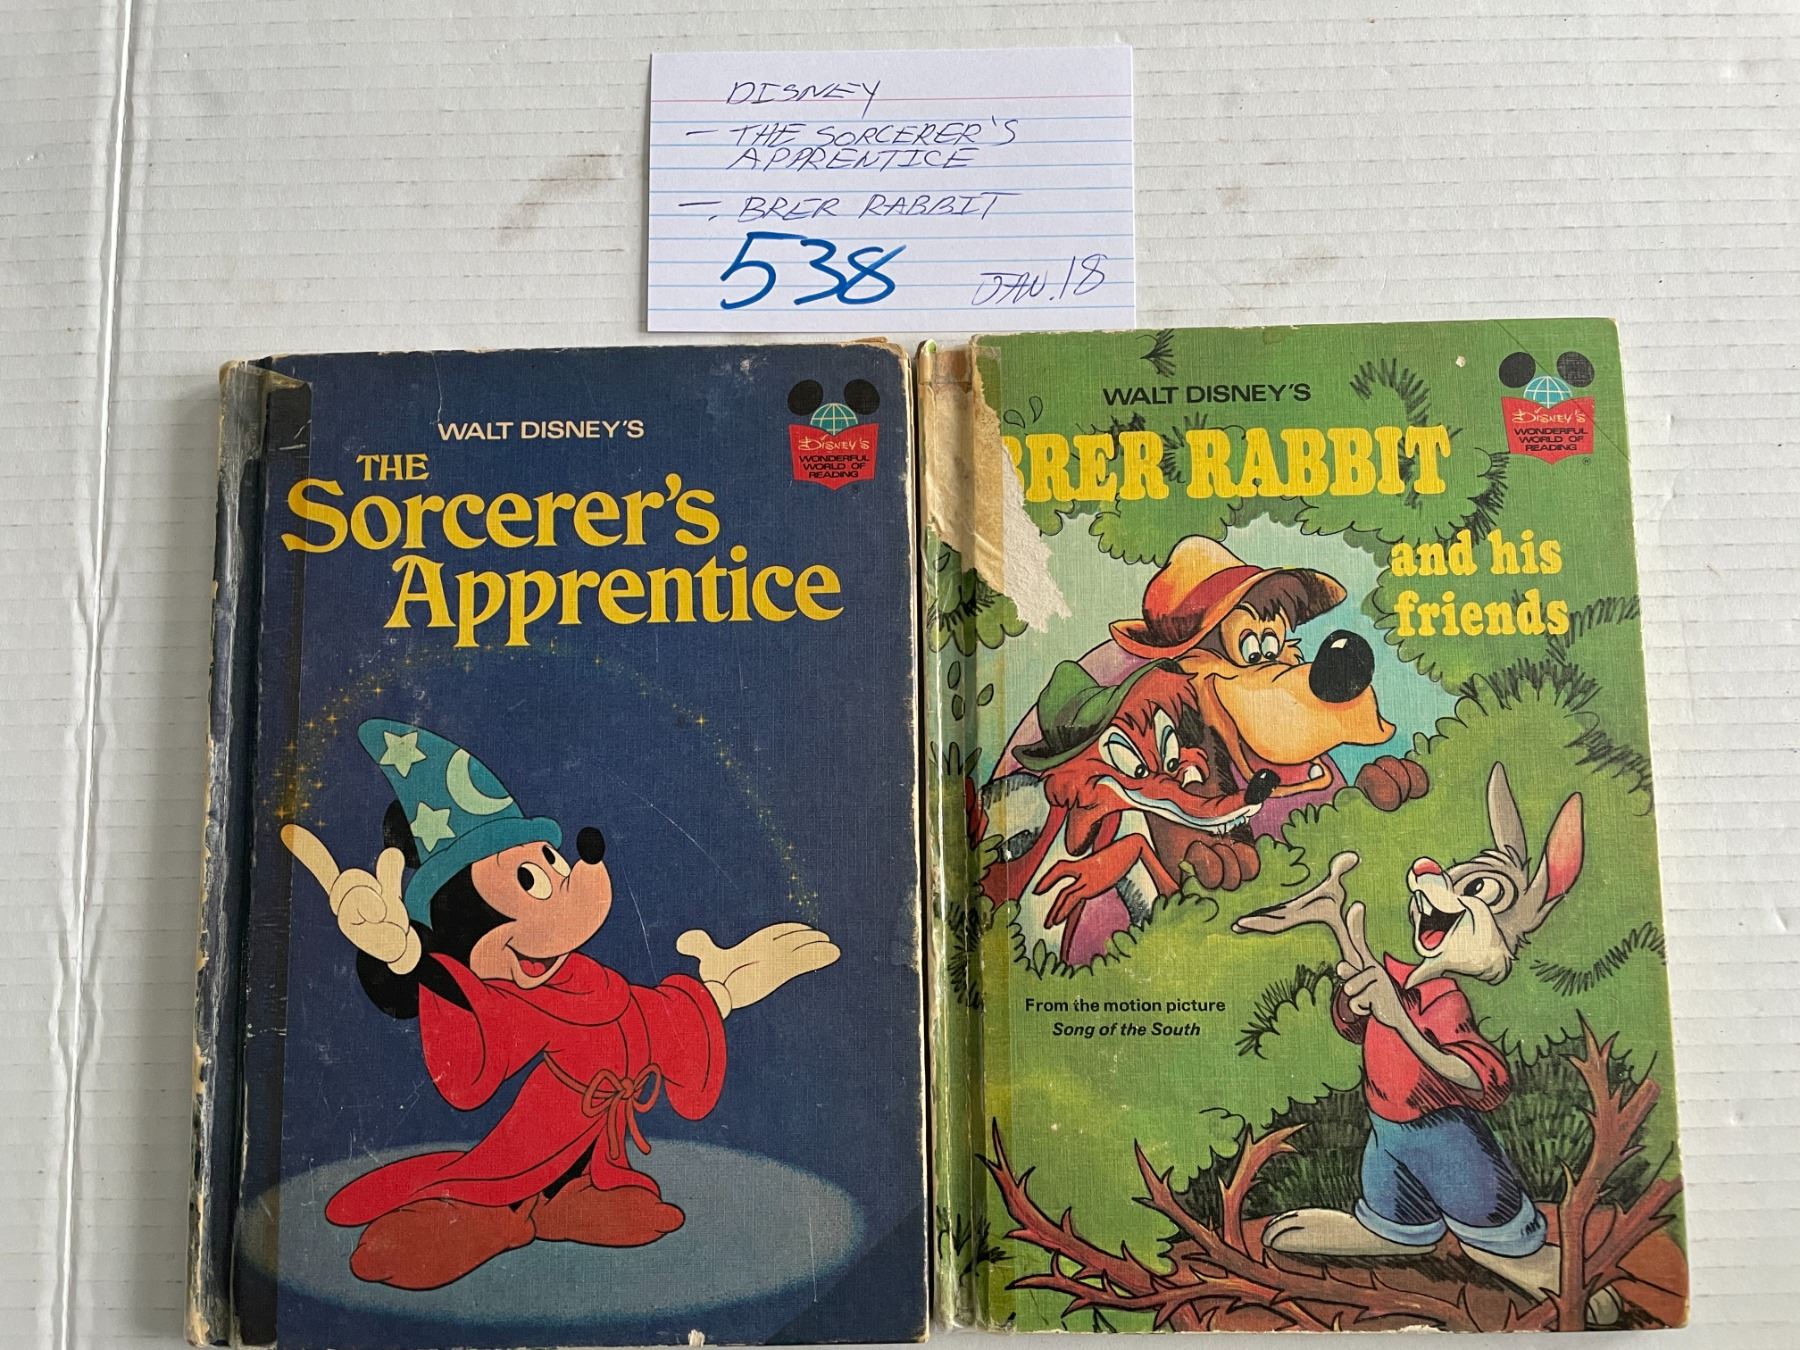 DISNEY
- THE SORCERER'S
APPRENTICE
-. BRER RABBIT
538 JAN. 18
WALT DISNEY'S
THE
Sorcerer's
Apprentice
DISNEY'S
WONDERFUL
WORLD OF
READING
WALT DISNEY'S
BRER RABBIT
and his
friends
DISNEY'S
WONDERFUL
WORLD OF
READING
®
From the motion picture
Song of the South